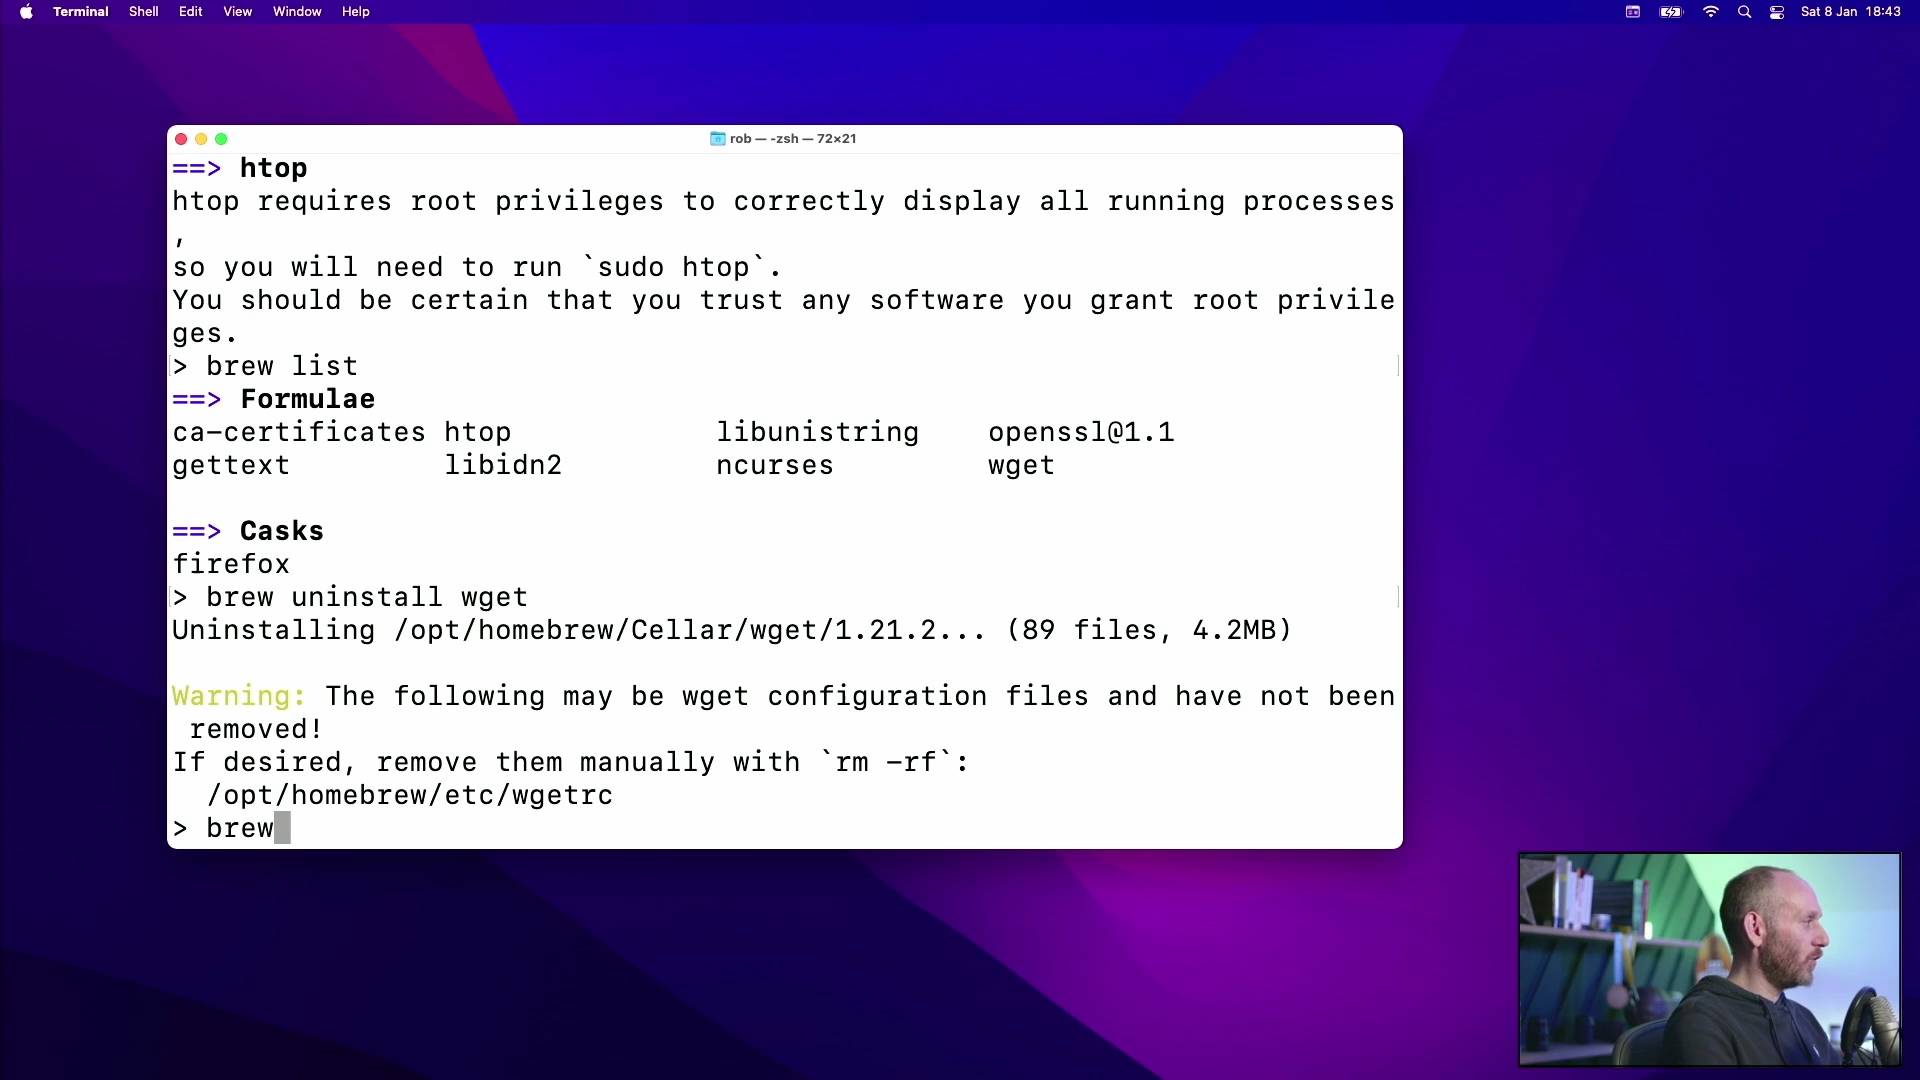 Terminal Shell Edit View Window Help Sat 8 Jan 18:43
rob — -zsh — 72×21
==> htop
htop requires root privileges to correctly display all running processes
,
so you will need to run `sudo htop`.
You should be certain that you trust any software you grant root privile
ges.
> brew list
==> Formulae
ca-certificates htop libunistring openssl@1.1
gettext libidn2 ncurses wget
==> Casks
firefox
> brew uninstall wget
Uninstalling /opt/homebrew/Cellar/wget/1.21.2... (89 files, 4.2MB)
Warning: The following may be wget configuration files and have not been
removed!
If desired, remove them manually with `rm -rf`:
/opt/homebrew/etc/wgetrc
> brew